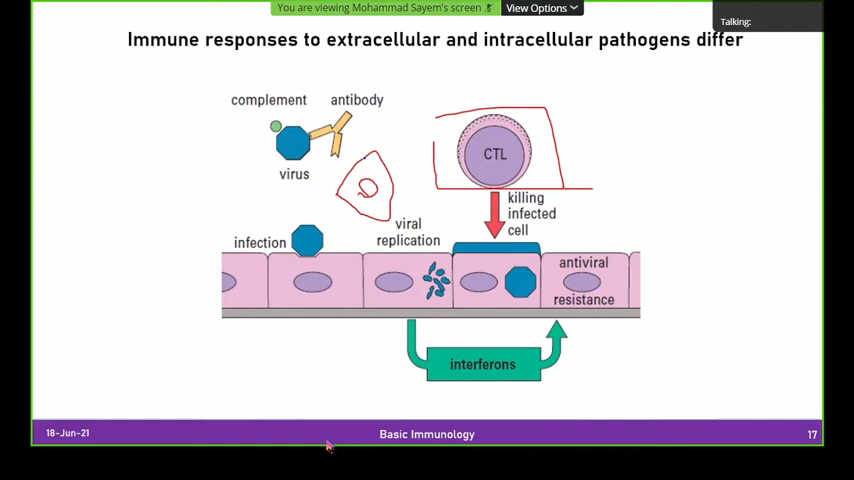 You are viewing Mohammad Sayem's screen
View Options
Talking:
Immune responses to extracellular and intracellular pathogens differ
complement
antibody
virus
CTL
killing
infected
cell
infection
viral
replication
antiviral
resistance
interferons
18-Jun-21
Basic Immunology
17